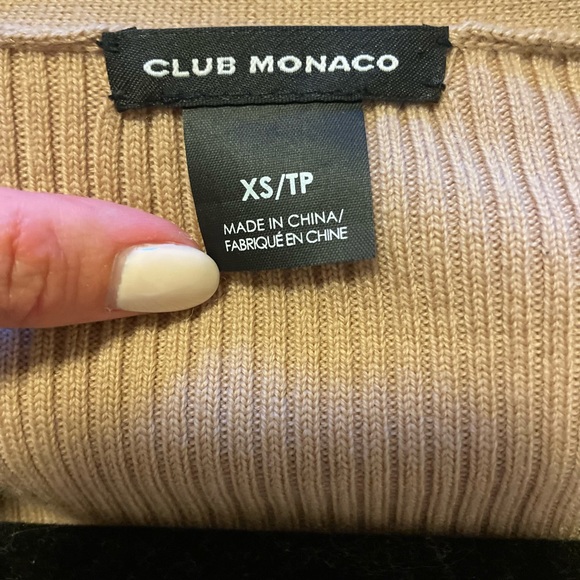 CLUB MONACO
XS/TP
MADE IN CHINA/
FABRIQUÉ EN CHINE